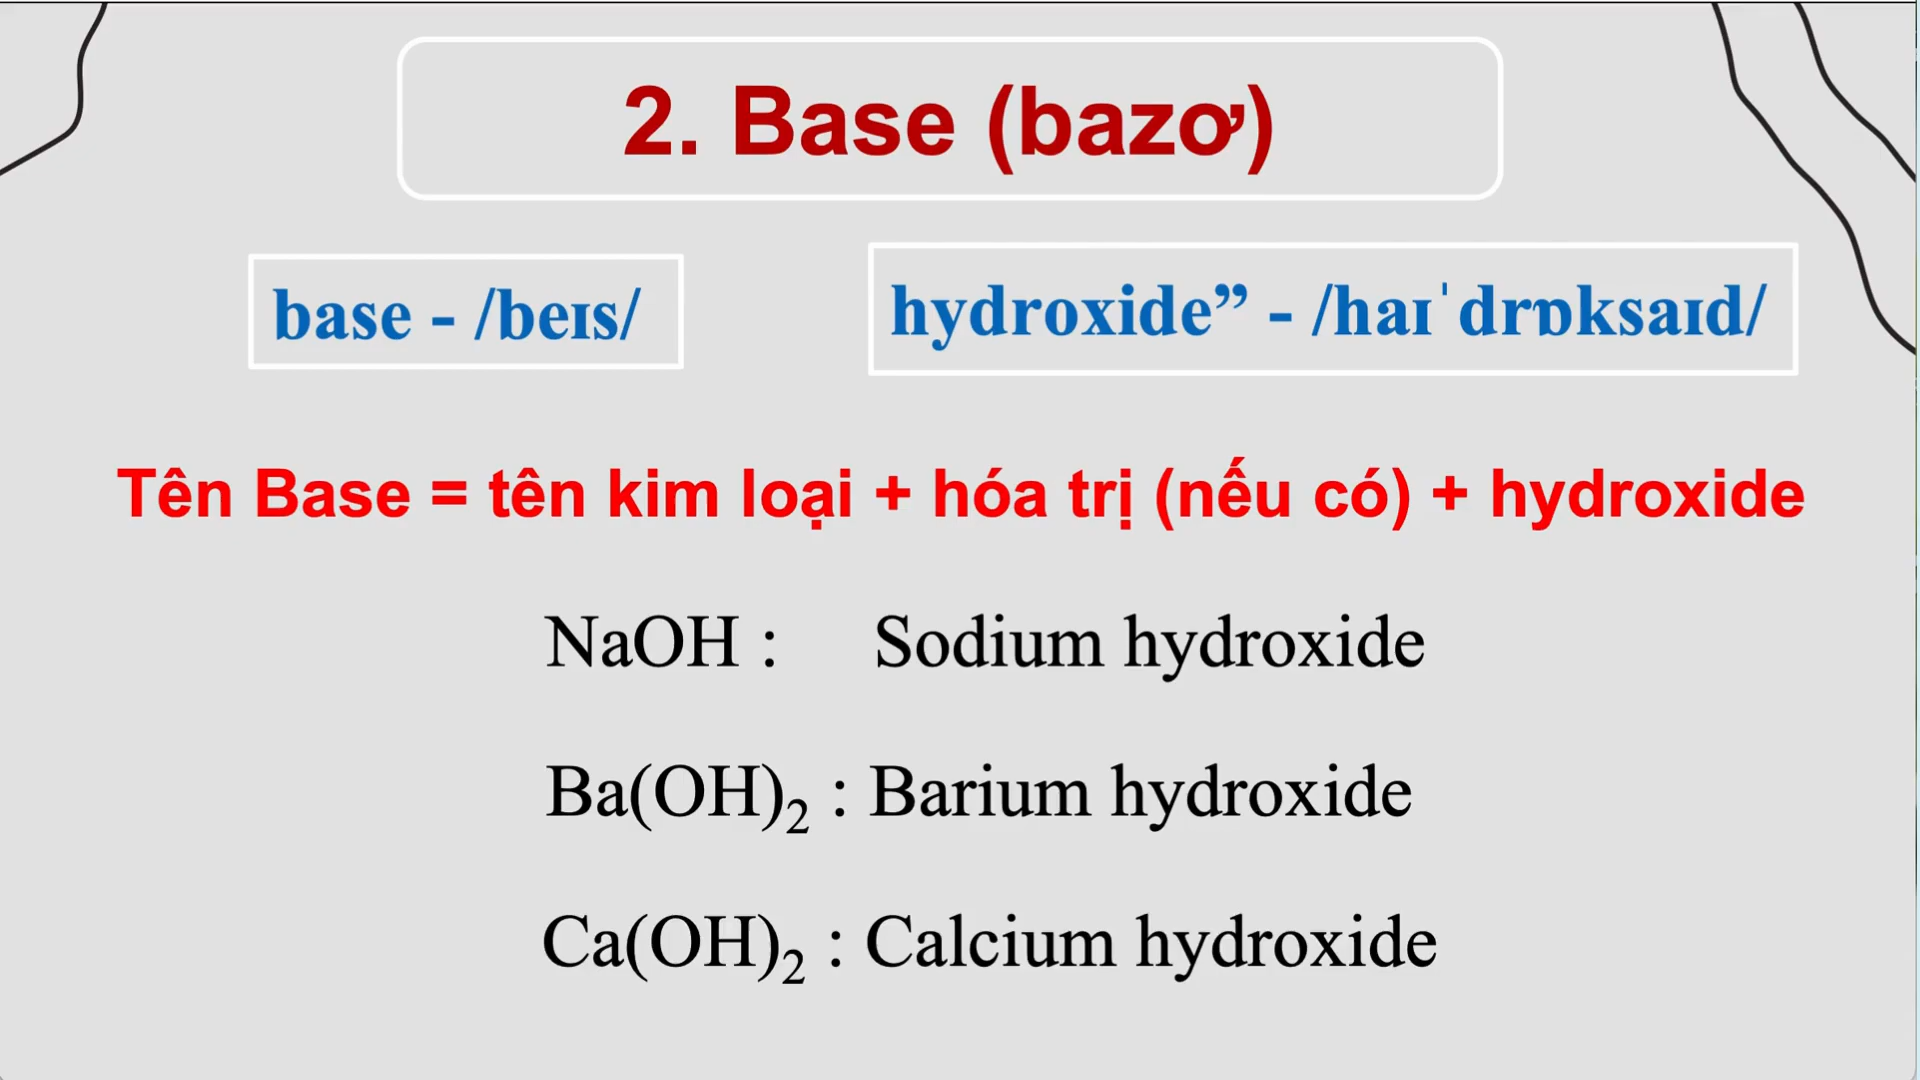 2. Base (bazơ)
base - /beɪs/
hydroxide” - /haɪˈdrɒksaɪd/
Tên Base = tên kim loại + hóa trị (nếu có) + hydroxide
NaOH : Sodium hydroxide
Ba(OH)₂ : Barium hydroxide
Ca(OH)₂ : Calcium hydroxide